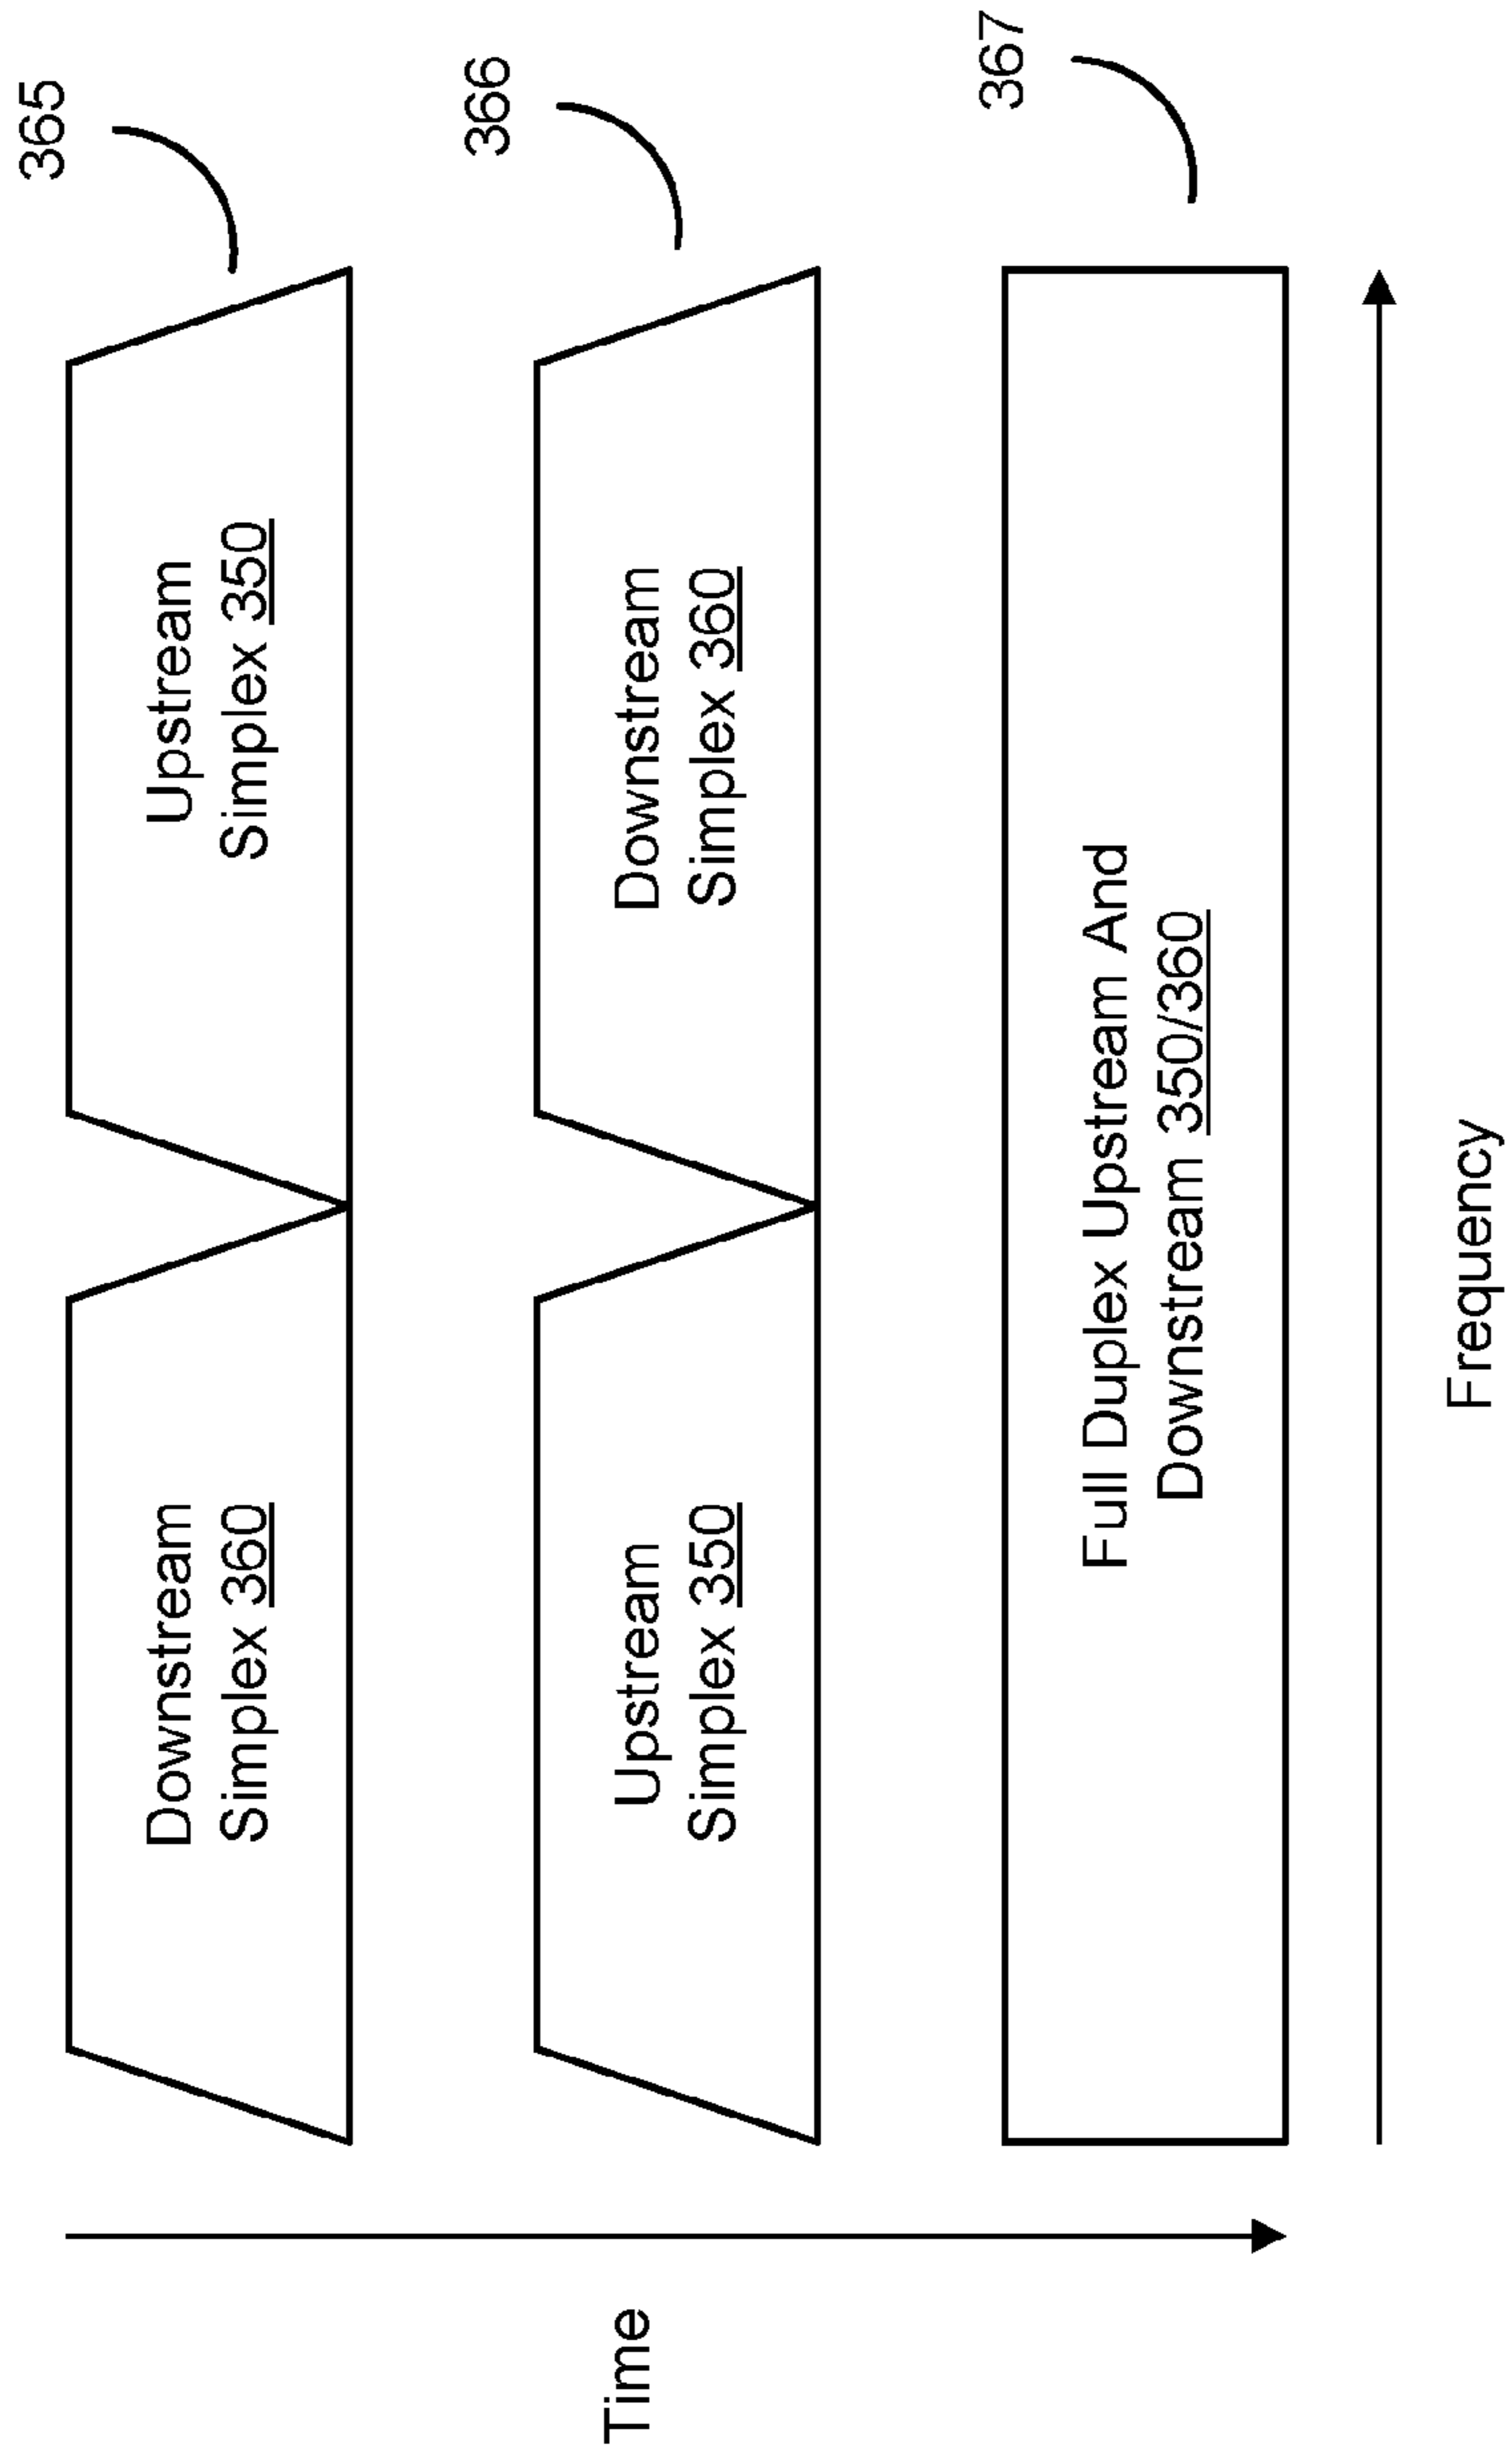 365
Downstream
Simplex 360
Upstream
Simplex 350
366
Upstream
Simplex 350
Downstream
Simplex 360
367
Full Duplex Upstream And
Downstream 350/360
Time
Frequency